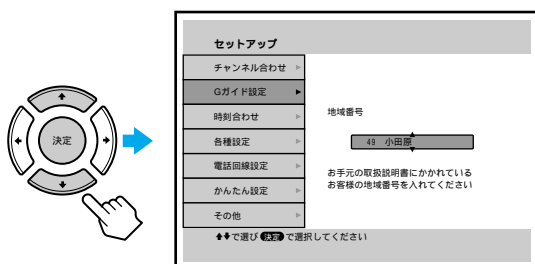 決定
セットアップ
チャンネル合わせ
Gガイド設定
時刻合わせ
各種設定
電話回線設定
かんたん設定
その他
地域番号
49 小田原
お手元の取扱説明書にかかれている
お客様の地域番号を入れてください
で選び 決定 で選択してください